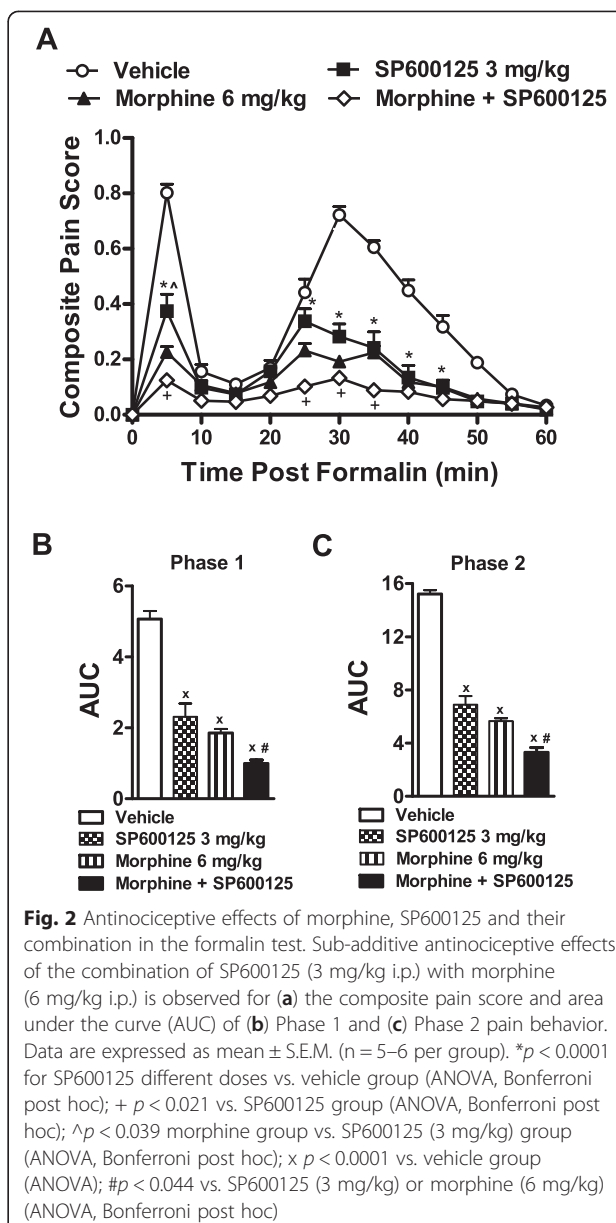 A
Vehicle
SP600125 3 mg/kg
Morphine 6 mg/kg
Morphine + SP600125
Composite Pain Score
1.0
0.8
0.6
0.4
0.2
0.0
*^
+
*
*
*
*
*
+
+
+
0 10 20 30 40 50 60
Time Post Formalin (min)
B
Phase 1
AUC
6
4
2
0
x
x
x #
Vehicle
SP600125 3 mg/kg
Morphine 6 mg/kg
Morphine + SP600125
C
Phase 2
AUC
16
12
8
4
0
x
x
x #
Vehicle
SP600125 3 mg/kg
Morphine 6 mg/kg
Morphine + SP600125
Fig. 2 Antinociceptive effects of morphine, SP600125 and their
combination in the formalin test. Sub-additive antinociceptive effects
of the combination of SP600125 (3 mg/kg i.p.) with morphine
(6 mg/kg i.p.) is observed for (a) the composite pain score and area
under the curve (AUC) of (b) Phase 1 and (c) Phase 2 pain behavior.
Data are expressed as mean ± S.E.M. (n = 5–6 per group). *p < 0.0001
for SP600125 different doses vs. vehicle group (ANOVA, Bonferroni
post hoc); + p < 0.021 vs. SP600125 group (ANOVA, Bonferroni post
hoc); ^p < 0.039 morphine group vs. SP600125 (3 mg/kg) group
(ANOVA, Bonferroni post hoc); x p < 0.0001 vs. vehicle group
(ANOVA); #p < 0.044 vs. SP600125 (3 mg/kg) or morphine (6 mg/kg)
(ANOVA, Bonferroni post hoc)